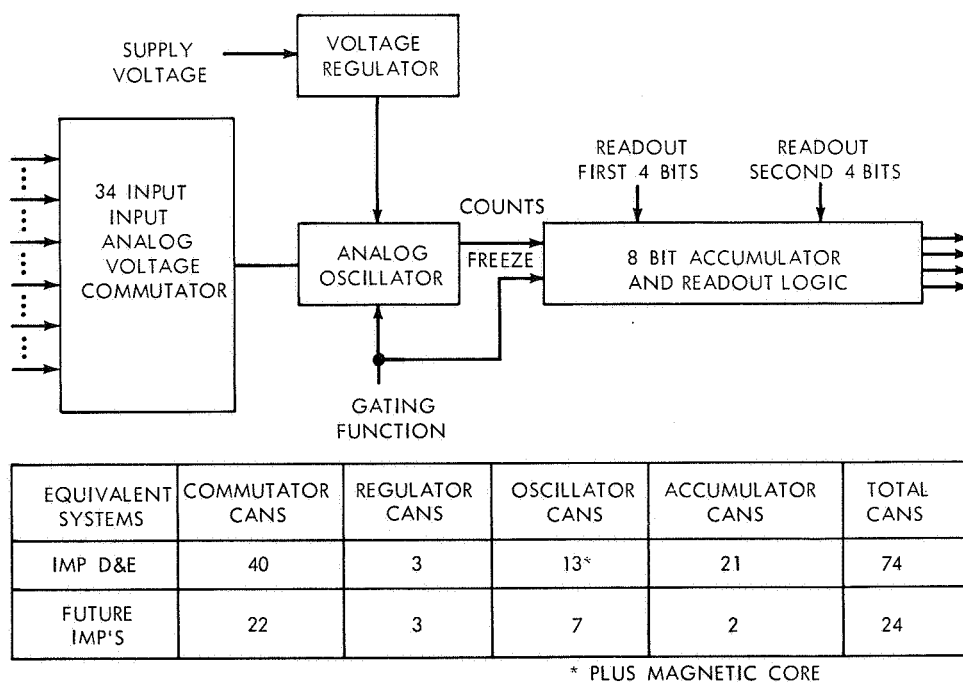 SUPPLY
VOLTAGE
VOLTAGE
REGULATOR
34 INPUT
INPUT
ANALOG
VOLTAGE
COMMUTATOR
ANALOG
OSCILLATOR
COUNTS
FREEZE
READOUT
FIRST 4 BITS
READOUT
SECOND 4 BITS
8 BIT ACCUMULATOR
AND READOUT LOGIC
GATING
FUNCTION
EQUIVALENT SYSTEMS COMMUTATOR CANS REGULATOR CANS OSCILLATOR CANS ACCUMULATOR CANS TOTAL CANS
IMP D&E 40 3 13* 21 74
FUTURE IMP'S 22 3 7 2 24
* PLUS MAGNETIC CORE